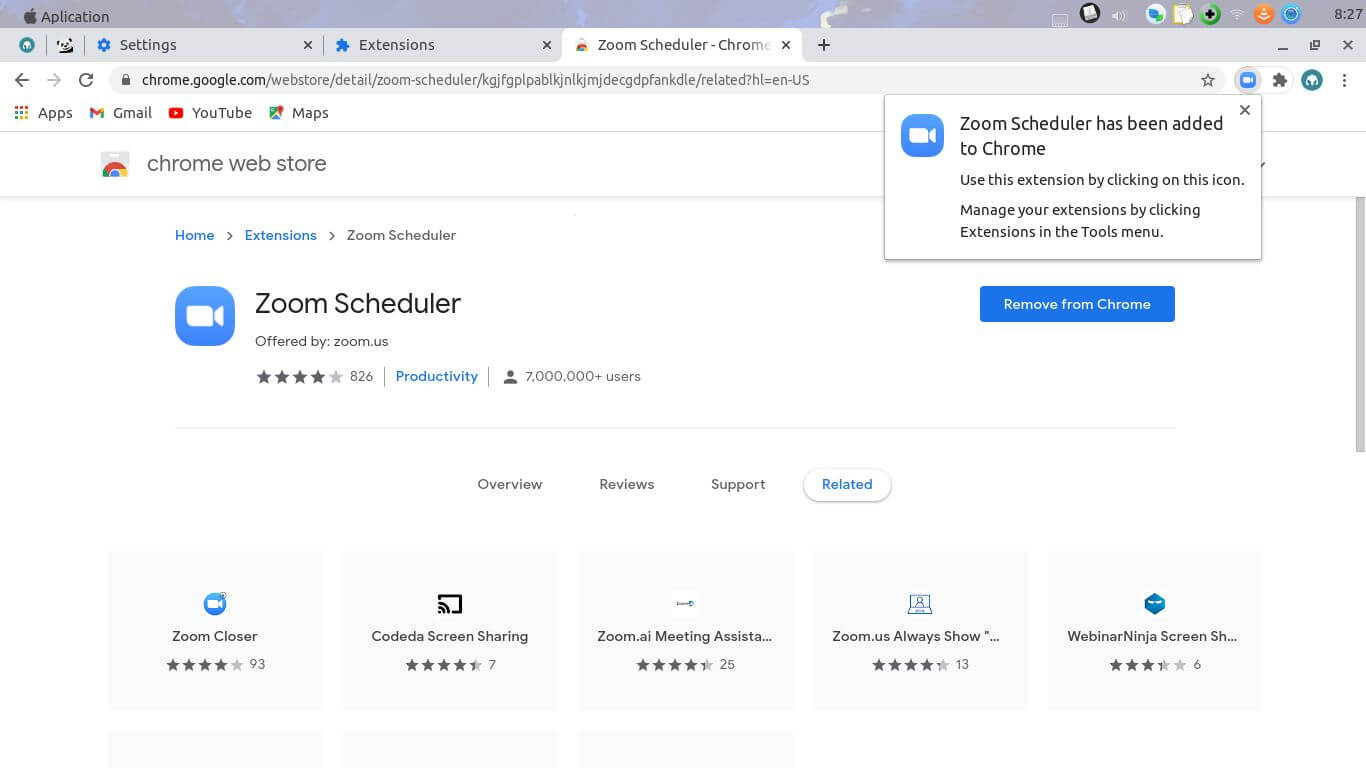 Aplication
8:27
Settings
Extensions
Zoom Scheduler - Chrome
chrome.google.com/webstore/detail/zoom-scheduler/kgjfgplpablkjnlkjmjdecgdpfankdle/related?hl=en-US
Apps
Gmail
YouTube
Maps
Zoom Scheduler has been added
to Chrome
Use this extension by clicking on this icon.
Manage your extensions by clicking
Extensions in the Tools menu.
chrome web store
Home
Extensions
Zoom Scheduler
Zoom Scheduler
Remove from Chrome
Offered by: zoom.us
826
Productivity
7,000,000+ users
Overview
Reviews
Support
Related
Zoom Closer
93
Codeda Screen Sharing
7
Zoom.ai Meeting Assista...
25
Zoom.us Always Show "...
13
WebinarNinja Screen Sh...
6